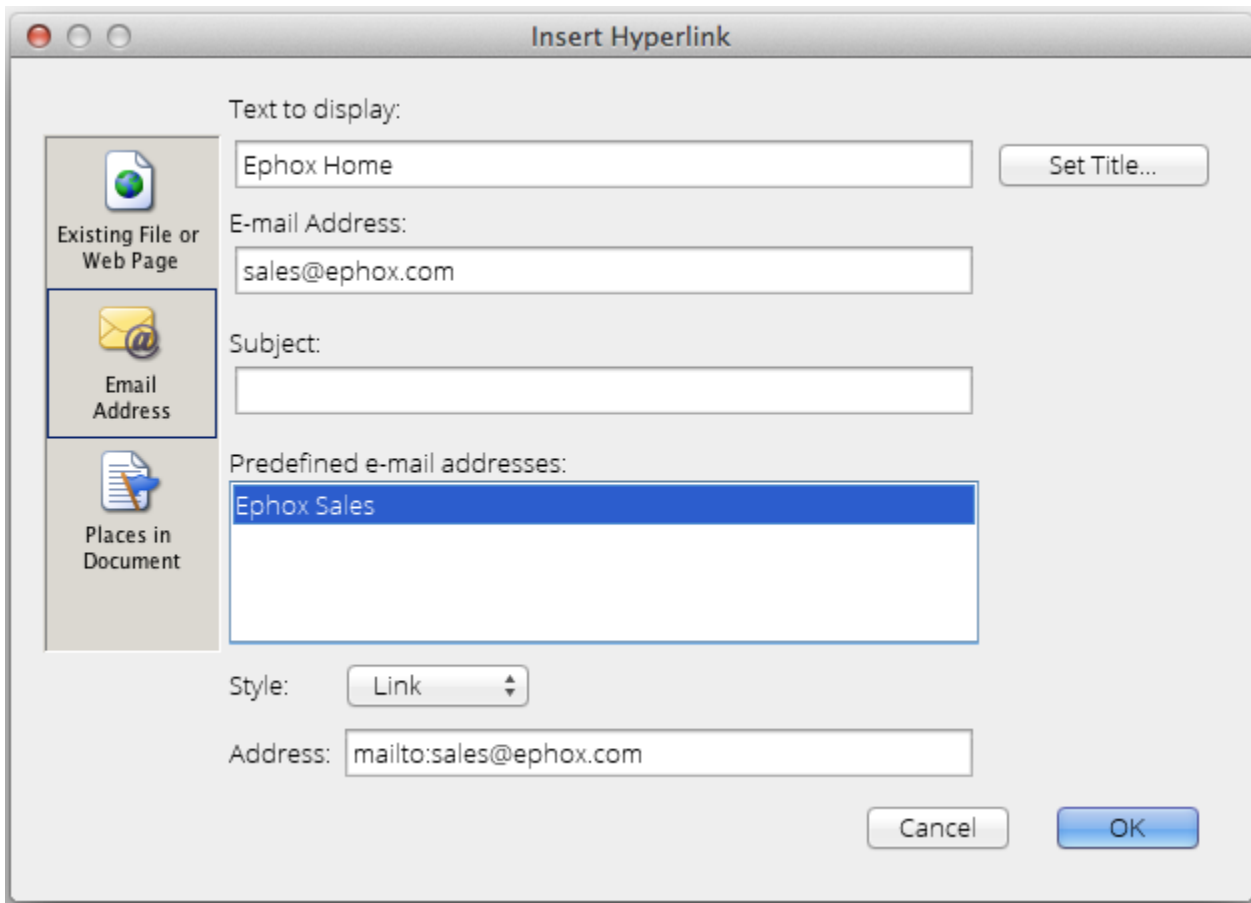 Insert Hyperlink
Text to display:
Ephox Home
Set Title...
Existing File or
Web Page
E-mail Address:
sales@ephox.com
Email
Address
Subject:
Places in
Document
Predefined e-mail addresses:
Ephox Sales
Style:
Link
Address:
mailto:sales@ephox.com
Cancel
OK